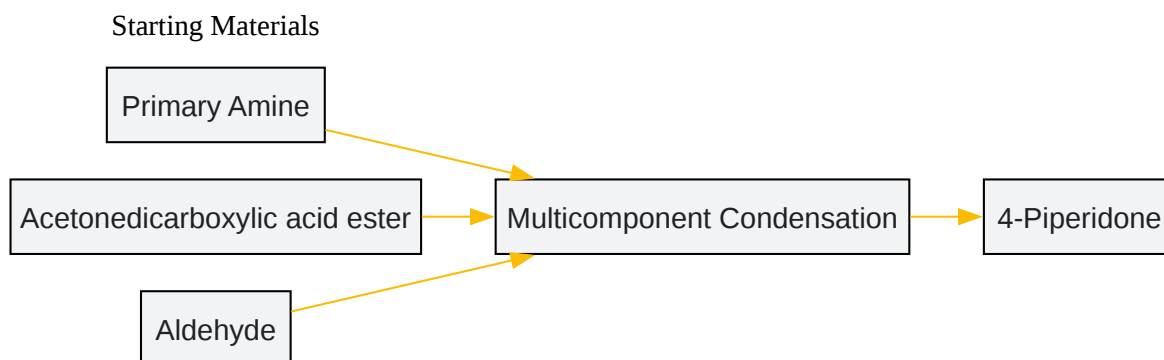 Starting Materials
Primary Amine
Acetonedicarboxylic acid ester
Multicomponent Condensation
4-Piperidone
Aldehyde